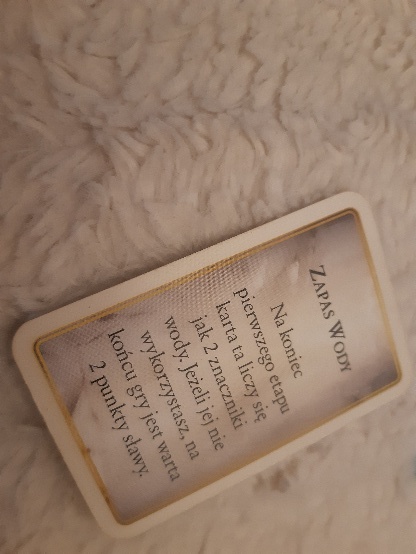 Zapas Wody
Na koniec
pierwszego etapu
karta ta liczy się
jak 2 znaczniki
wody. Jeżeli jej nie
wykorzystasz, na
końcu gry jest warta
2 punkty sławy.